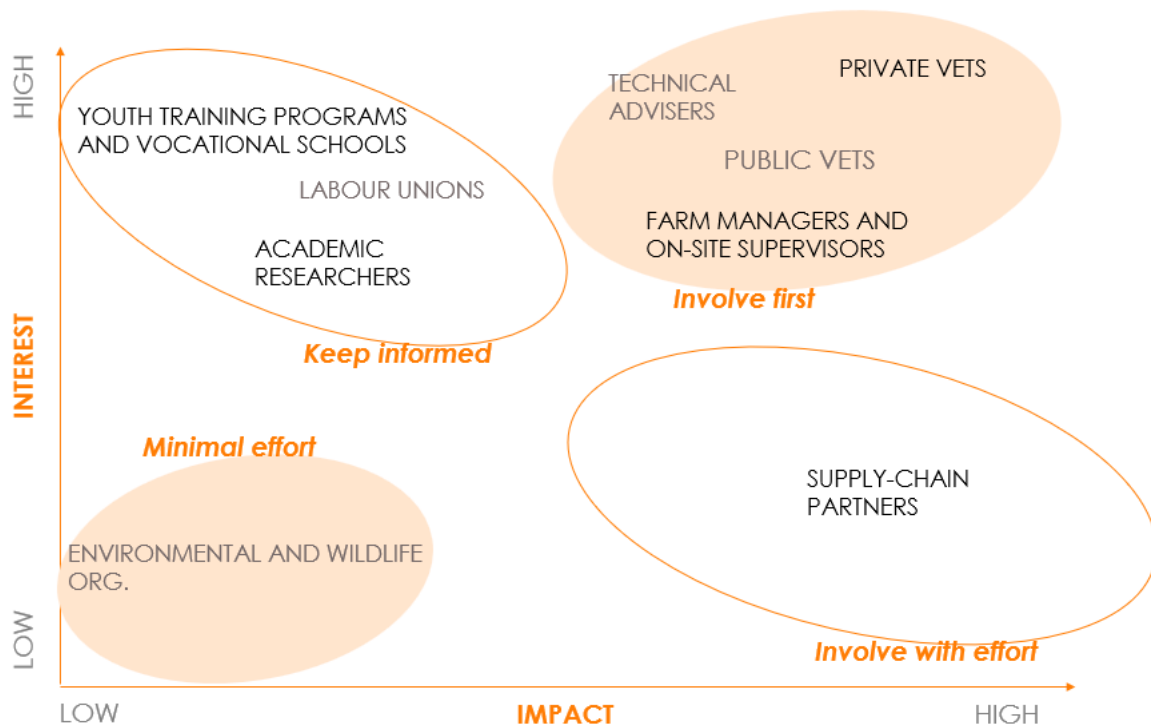 HIGH
PRIVATE VETS
TECHNICAL
ADVISERS
YOUTH TRAINING PROGRAMS
AND VOCATIONAL SCHOOLS
PUBLIC VETS
LABOUR UNIONS
FARM MANAGERS AND
ON-SITE SUPERVISORS
ACADEMIC
RESEARCHERS
Involve first
Keep informed
INTEREST
Minimal effort
SUPPLY-CHAIN
PARTNERS
ENVIRONMENTAL AND WILDLIFE
ORG.
LOW
Involve with effort
LOW
IMPACT
HIGH